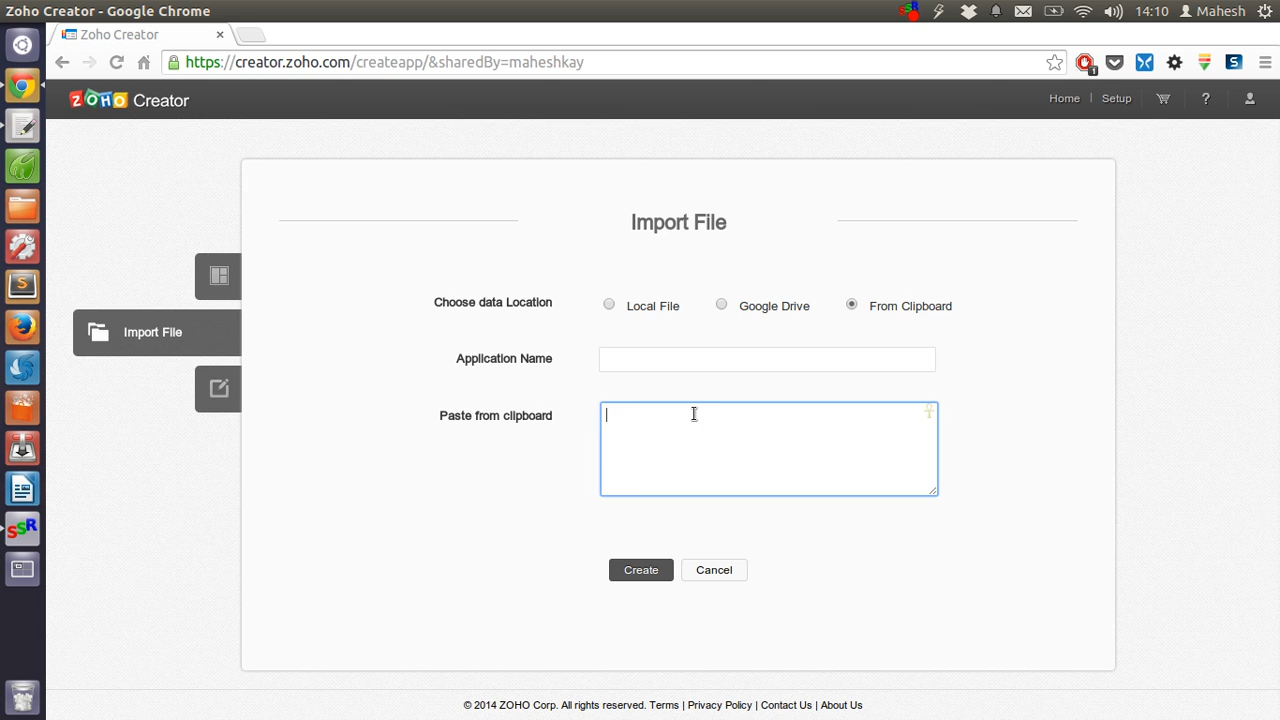 Zoho Creator - Google Chrome
14:10 Mahesh
Zoho Creator
https://creator.zoho.com/createapp/&sharedBy=maheshkay
1
S
ZOHO Creator
Home Setup ?
Import File
Choose data Location
Local File Google Drive From Clipboard
Import File
Application Name
Paste from clipboard
S
SSR
Create Cancel
© 2014 ZOHO Corp. All rights reserved. Terms | Privacy Policy | Contact Us | About Us